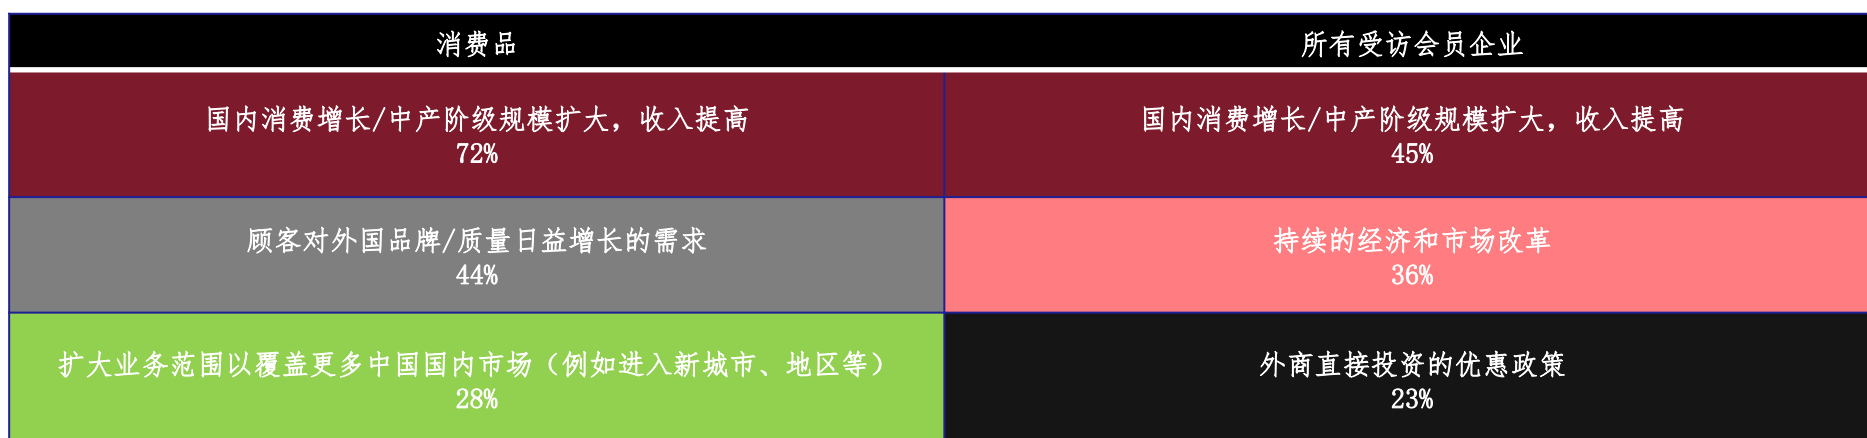 消费品
所有受访会员企业
国内消费增长/中产阶级规模扩大，收入提高
72%
国内消费增长/中产阶级规模扩大，收入提高
45%
顾客对外国品牌/质量日益增长的需求
44%
持续的经济和市场改革
36%
扩大业务范围以覆盖更多中国国内市场（例如进入新城市、地区等）
28%
外商直接投资的优惠政策
23%